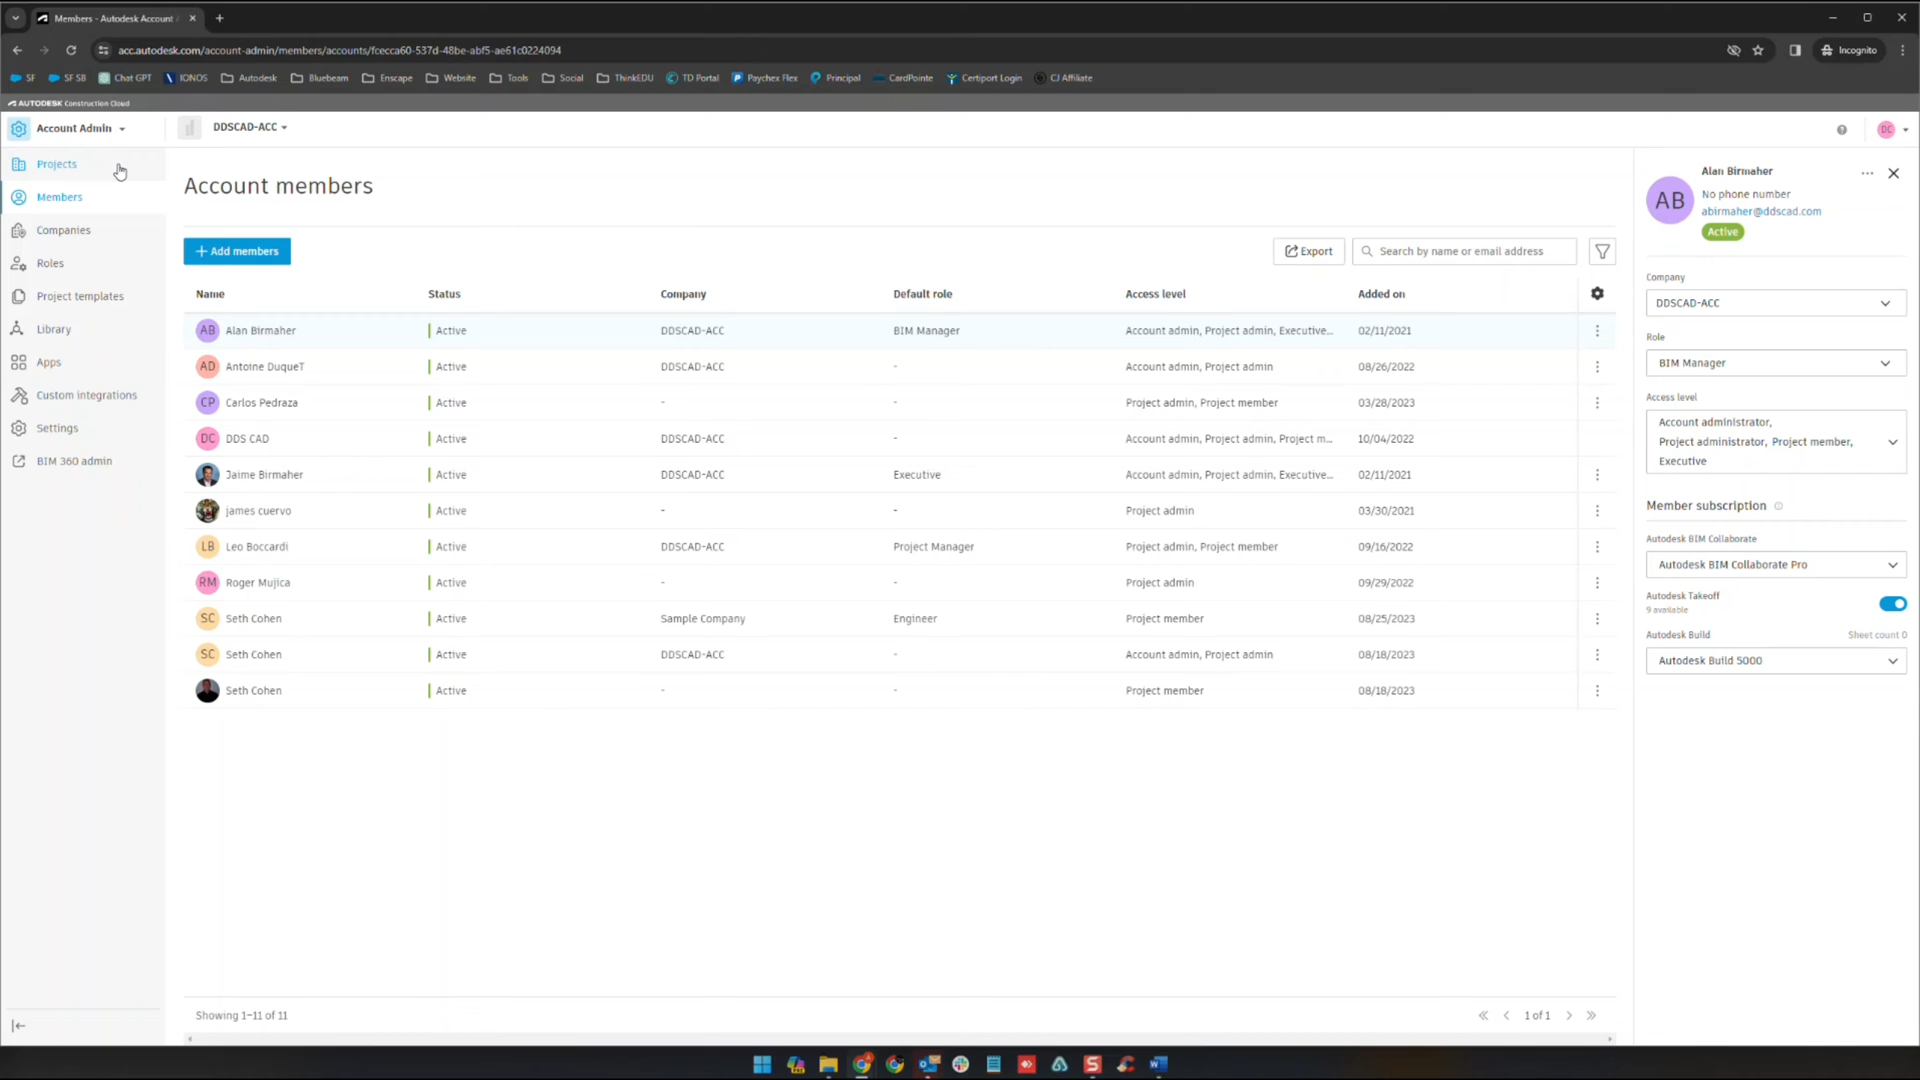 Members - Autodesk Account
acc.autodesk.com/account-admin/members/accounts/fcecca60-537d-48be-abf5-ae61c0224094
Incognito
SF
SF SB
Chat GPT
IONOS
Autodesk
Bluebeam
Enscape
Website
Tools
Social
ThinkEDU
TD Portal
Paychex Flex
Principal
CardPointe
Certiport Login
CJ Affiliate
AUTODESK Construction Cloud
Account Admin
DDSCAD-ACC
DC
Projects
Members
Companies
Roles
Project templates
Library
Apps
Custom integrations
Settings
BIM 360 admin
Account members
+ Add members
Export
Search by name or email address
Name Status Company Default role Access level Added on
AB Alan Birmaher Active DDSCAD-ACC BIM Manager Account admin, Project admin, Executive... 02/11/2021
AD Antoine DuqueT Active DDSCAD-ACC - Account admin, Project admin 08/26/2022
CP Carlos Pedraza Active - - Project admin, Project member 03/28/2023
DC DDS CAD Active DDSCAD-ACC - Account admin, Project admin, Project m... 10/04/2022
Jaime Birmaher Active DDSCAD-ACC Executive Account admin, Project admin, Executive... 02/11/2021
james cuervo Active - - Project admin 03/30/2021
LB Leo Boccardi Active DDSCAD-ACC Project Manager Project admin, Project member 09/16/2022
RM Roger Mujica Active - - Project admin 09/29/2022
SC Seth Cohen Active Sample Company Engineer Project member 08/25/2023
SC Seth Cohen Active DDSCAD-ACC - Account admin, Project admin 08/18/2023
Seth Cohen Active - - Project member 08/18/2023
Showing 1-11 of 11
1 of 1
AB
Alan Birmaher
No phone number
abirmaher@ddscad.com
Active
Company
DDSCAD-ACC
Role
BIM Manager
Access level
Account administrator,
Project administrator, Project member,
Executive
Member subscription
Autodesk BIM Collaborate
Autodesk BIM Collaborate Pro
Autodesk Takeoff
9 available
Autodesk Build Sheet count 0
Autodesk Build 5000